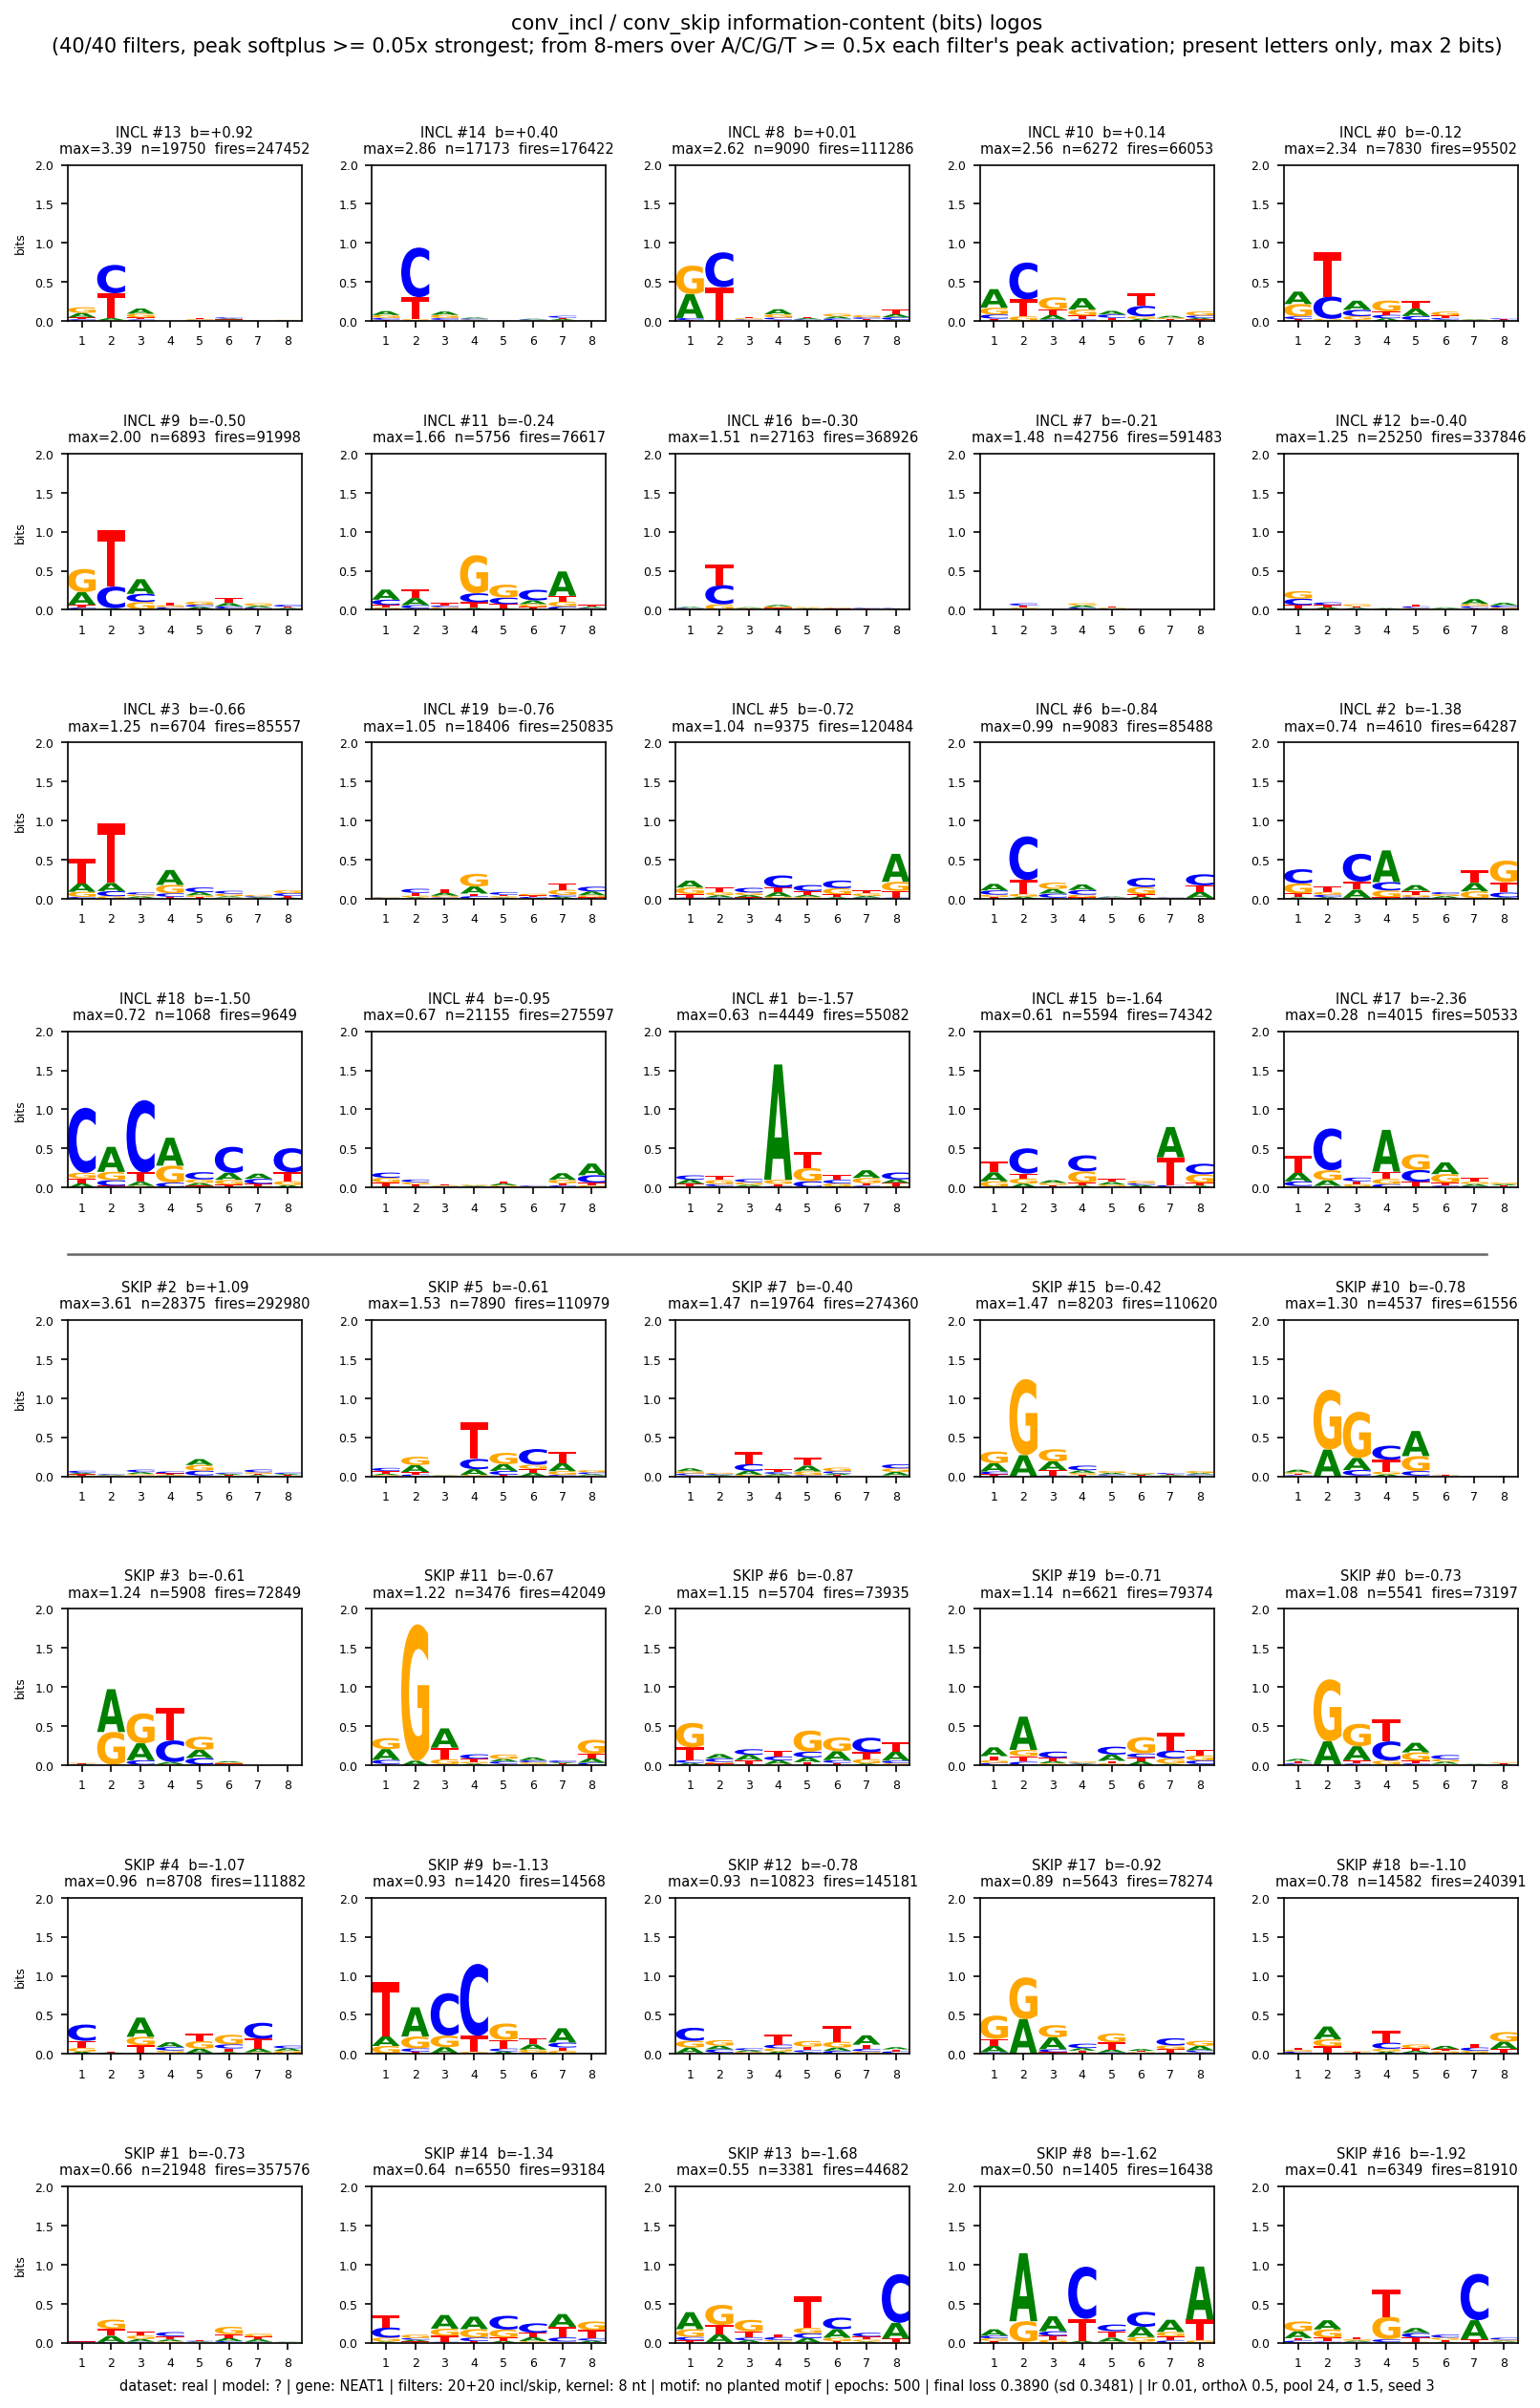 conv_incl / conv_skip information-content (bits) logos
(40/40 filters, peak softplus >= 0.05x strongest; from 8-mers over A/C/G/T >= 0.5x each filter's peak activation; present letters only, max 2 bits)
INCL #13 b=+0.92
max=3.39 n=19750 fires=247452
INCL #14 b=+0.40
max=2.86 n=17173 fires=176422
INCL #8 b=+0.01
max=2.62 n=9090 fires=111286
INCL #10 b=+0.14
max=2.56 n=6272 fires=66053
INCL #0 b=-0.12
max=2.34 n=7830 fires=95502
INCL #9 b=-0.50
max=2.00 n=6893 fires=91998
INCL #11 b=-0.24
max=1.66 n=5756 fires=76617
INCL #16 b=-0.30
max=1.51 n=27163 fires=368926
INCL #7 b=-0.21
max=1.48 n=42756 fires=591483
INCL #12 b=-0.40
max=1.25 n=25250 fires=337846
INCL #3 b=-0.66
max=1.25 n=6704 fires=85557
INCL #19 b=-0.76
max=1.05 n=18406 fires=250835
INCL #5 b=-0.72
max=1.04 n=9375 fires=120484
INCL #6 b=-0.84
max=0.99 n=9083 fires=85488
INCL #2 b=-1.38
max=0.74 n=4610 fires=64287
INCL #18 b=-1.50
max=0.72 n=1068 fires=9649
INCL #4 b=-0.95
max=0.67 n=21155 fires=275597
INCL #1 b=-1.57
max=0.63 n=4449 fires=55082
INCL #15 b=-1.64
max=0.61 n=5594 fires=74342
INCL #17 b=-2.36
max=0.28 n=4015 fires=50533
SKIP #2 b=+1.09
max=3.61 n=28375 fires=292980
SKIP #5 b=-0.61
max=1.53 n=7890 fires=110979
SKIP #7 b=-0.40
max=1.47 n=19764 fires=274360
SKIP #15 b=-0.42
max=1.47 n=8203 fires=110620
SKIP #10 b=-0.78
max=1.30 n=4537 fires=61556
SKIP #3 b=-0.61
max=1.24 n=5908 fires=72849
SKIP #11 b=-0.67
max=1.22 n=3476 fires=42049
SKIP #6 b=-0.87
max=1.15 n=5704 fires=73935
SKIP #19 b=-0.71
max=1.14 n=6621 fires=79374
SKIP #0 b=-0.73
max=1.08 n=5541 fires=73197
SKIP #4 b=-1.07
max=0.96 n=8708 fires=111882
SKIP #9 b=-1.13
max=0.93 n=1420 fires=14568
SKIP #12 b=-0.78
max=0.93 n=10823 fires=145181
SKIP #17 b=-0.92
max=0.89 n=5643 fires=78274
SKIP #18 b=-1.10
max=0.78 n=14582 fires=240391
SKIP #1 b=-0.73
max=0.66 n=21948 fires=357576
SKIP #14 b=-1.34
max=0.64 n=6550 fires=93184
SKIP #13 b=-1.68
max=0.55 n=3381 fires=44682
SKIP #8 b=-1.62
max=0.50 n=1405 fires=16438
SKIP #16 b=-1.92
max=0.41 n=6349 fires=81910
dataset: real | model: ? | gene: NEAT1 | filters: 20+20 incl/skip, kernel: 8 nt | motif: no planted motif | epochs: 500 | final loss 0.3890 (sd 0.3481) | lr 0.01, orthoλ 0.5, pool 24, σ 1.5, seed 3